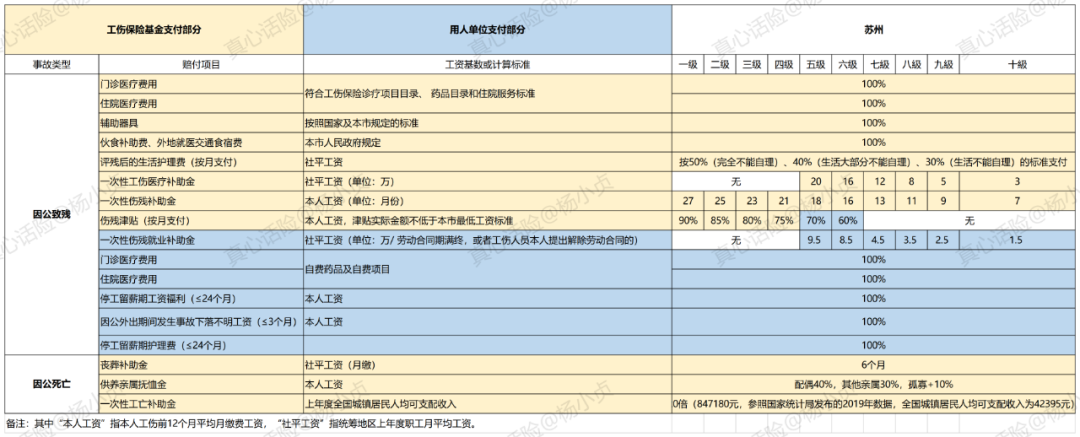 工伤保险基金支付部分 用人单位支付部分 苏州
事故类型 赔付项目 工资基数或计算标准 一级 二级 三级 四级 五级 六级 七级 八级 九级 十级
因公致残
门诊医疗费用 符合工伤保险诊疗项目目录、药品目录和住院服务标准 100%
住院医疗费用 100%
辅助器具 按照国家及本市规定的标准 100%
伙食补助费、外地就医交通食宿费 本市人民政府规定 100%
评残后的生活护理费（按月支付） 社平工资 按50%（完全不能自理）、40%（生活大部分不能自理）、30%（生活不能自理）的标准支付
一次性工伤医疗补助金 社平工资（单位：万） 无 20 16 12 8 5 3
一次性伤残补助金 本人工资（单位：月份） 27 25 23 21 18 16 13 11 9 7
伤残津贴（按月支付） 本人工资，津贴实际金额不低于本市最低工资标准 90% 85% 80% 75% 70% 60% 无
一次性伤残就业补助金 社平工资（单位：万/ 劳动合同期满终，或者工伤人员本人提出解除劳动合同的） 无 9.5 8.5 4.5 3.5 2.5 1.5
门诊医疗费用 自费药品及自费项目 100%
住院医疗费用 100%
停工留薪期工资福利（≤24个月） 本人工资 100%
因公外出期间发生事故下落不明工资（≤3个月） 本人工资 100%
停工留薪期护理费（≤24个月） 100%
因公死亡
丧葬补助金 社平工资（月缴） 6个月
供养亲属抚恤金 本人工资 配偶40%，其他亲属30%，孤寡+10%
一次性工亡补助金 上年度全国城镇居民人均可支配收入 0倍（847180元，参照国家统计局发布的2019年数据，全国城镇居民人均可支配收入为42395元）
备注：其中“本人工资”指本人工伤前12个月平均月缴费工资，“社平工资”指统筹地区上年度职工月平均工资。
真心话险@杨小贞